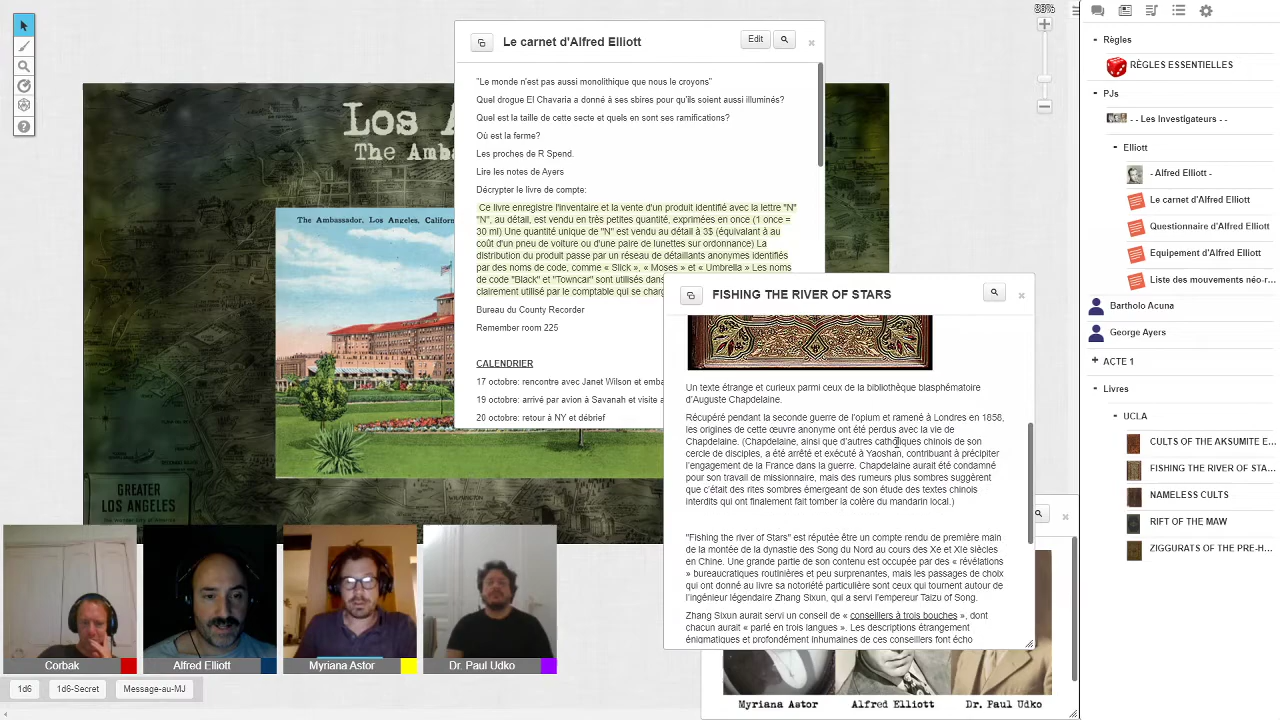 88%
Los A
The Amba
The Ambassador, Los Angeles, Californ
GREATER
LOS ANGELES
Le carnet d'Alfred Elliott
Edit
"Le monde n'est pas aussi monolithique que nous le croyons"
Quel drogue El Chavaria a donné à ses sbires pour qu'ils soient aussi illuminés?
Quel est la taille de cette secte et quels en sont ses ramifications?
Où est la ferme?
Les proches de R Spend.
Lire les notes de Ayers
Décrypter le livre de compte:
Ce livre enregistre l'inventaire et la vente d'un produit identifié avec la lettre "N"
"N", au détail, est vendu en très petites quantité, exprimées en once (1 once =
30 ml) Une quantité unique de "N" est vendu au détail à 3$ (équivalant à au
coût d'un pneu de voiture ou d'une paire de lunettes sur ordonnance) La
distribution du produit passe par un réseau de détaillants anonymes identifiés
par des noms de code, comme « Slick », « Moses » et « Umbrella » Les noms
de code "Black" et "Towncar" sont utilisés dans
clairement utilisé par le comptable qui se charg
Bureau du County Recorder
Remember room 225
CALENDRIER
17 octobre: rencontre avec Janet Wilson et emba
19 octobre: arrivé par avion à Savanah et visite a
20 octobre: retour à NY et débrief
FISHING THE RIVER OF STARS
Un texte étrange et curieux parmi ceux de la bibliothèque blasphématoire
d'Auguste Chapdelaine.
Récupéré pendant la seconde guerre de l'opium et ramené à Londres en 1858,
les origines de cette œuvre anonyme ont été perdus avec la vie de
Chapdelaine. (Chapdelaine, ainsi que d'autres catholiques chinois de son
cercle de disciples, a été arrêté et exécuté à Yaoshan, contribuant à précipiter
l'engagement de la France dans la guerre. Chapdelaine aurait été condamné
pour son travail de missionnaire, mais des rumeurs plus sombres suggèrent
que c'était des rites sombres émergeant de son étude des textes chinois
interdits qui ont finalement fait tomber la colère du mandarin local.)
"Fishing the river of Stars" est réputée être un compte rendu de première main
de la montée de la dynastie des Song du Nord au cours des Xe et XIe siècles
en Chine. Une grande partie de son contenu est occupée par des « révélations
» bureaucratiques routinières et peu surprenantes, mais les passages de choix
qui ont donné au livre sa notoriété particulière sont ceux qui tournent autour de
l'ingénieur légendaire Zhang Sixun, qui a servi l'empereur Taizu of Song.
Zhang Sixun aurait servi un conseil de « conseillers à trois bouches », dont
chacun aurait « parlé en trois langues ». Les descriptions étrangement
énigmatiques et profondément inhumaines de ces conseillers font écho
Myriana Astor
Alfred Elliott
Dr. Paul Udko
Corbak
Alfred Elliott
Myriana Astor
Dr. Paul Udko
1d6
1d6-Secret
Message-au-MJ
Règles
RÈGLES ESSENTIELLES
PJs
- - Les Investigateurs - -
Elliott
- Alfred Elliott -
Le carnet d'Alfred Elliott
Questionnaire d'Alfred Elliott
Equipement d'Alfred Elliott
Liste des mouvements néo-r...
Bartholo Acuna
George Ayers
ACTE 1
Livres
UCLA
CULTS OF THE AKSUMITE E...
FISHING THE RIVER OF STAR...
NAMELESS CULTS
RIFT OF THE MAW
ZIGGURATS OF THE PRE-H...